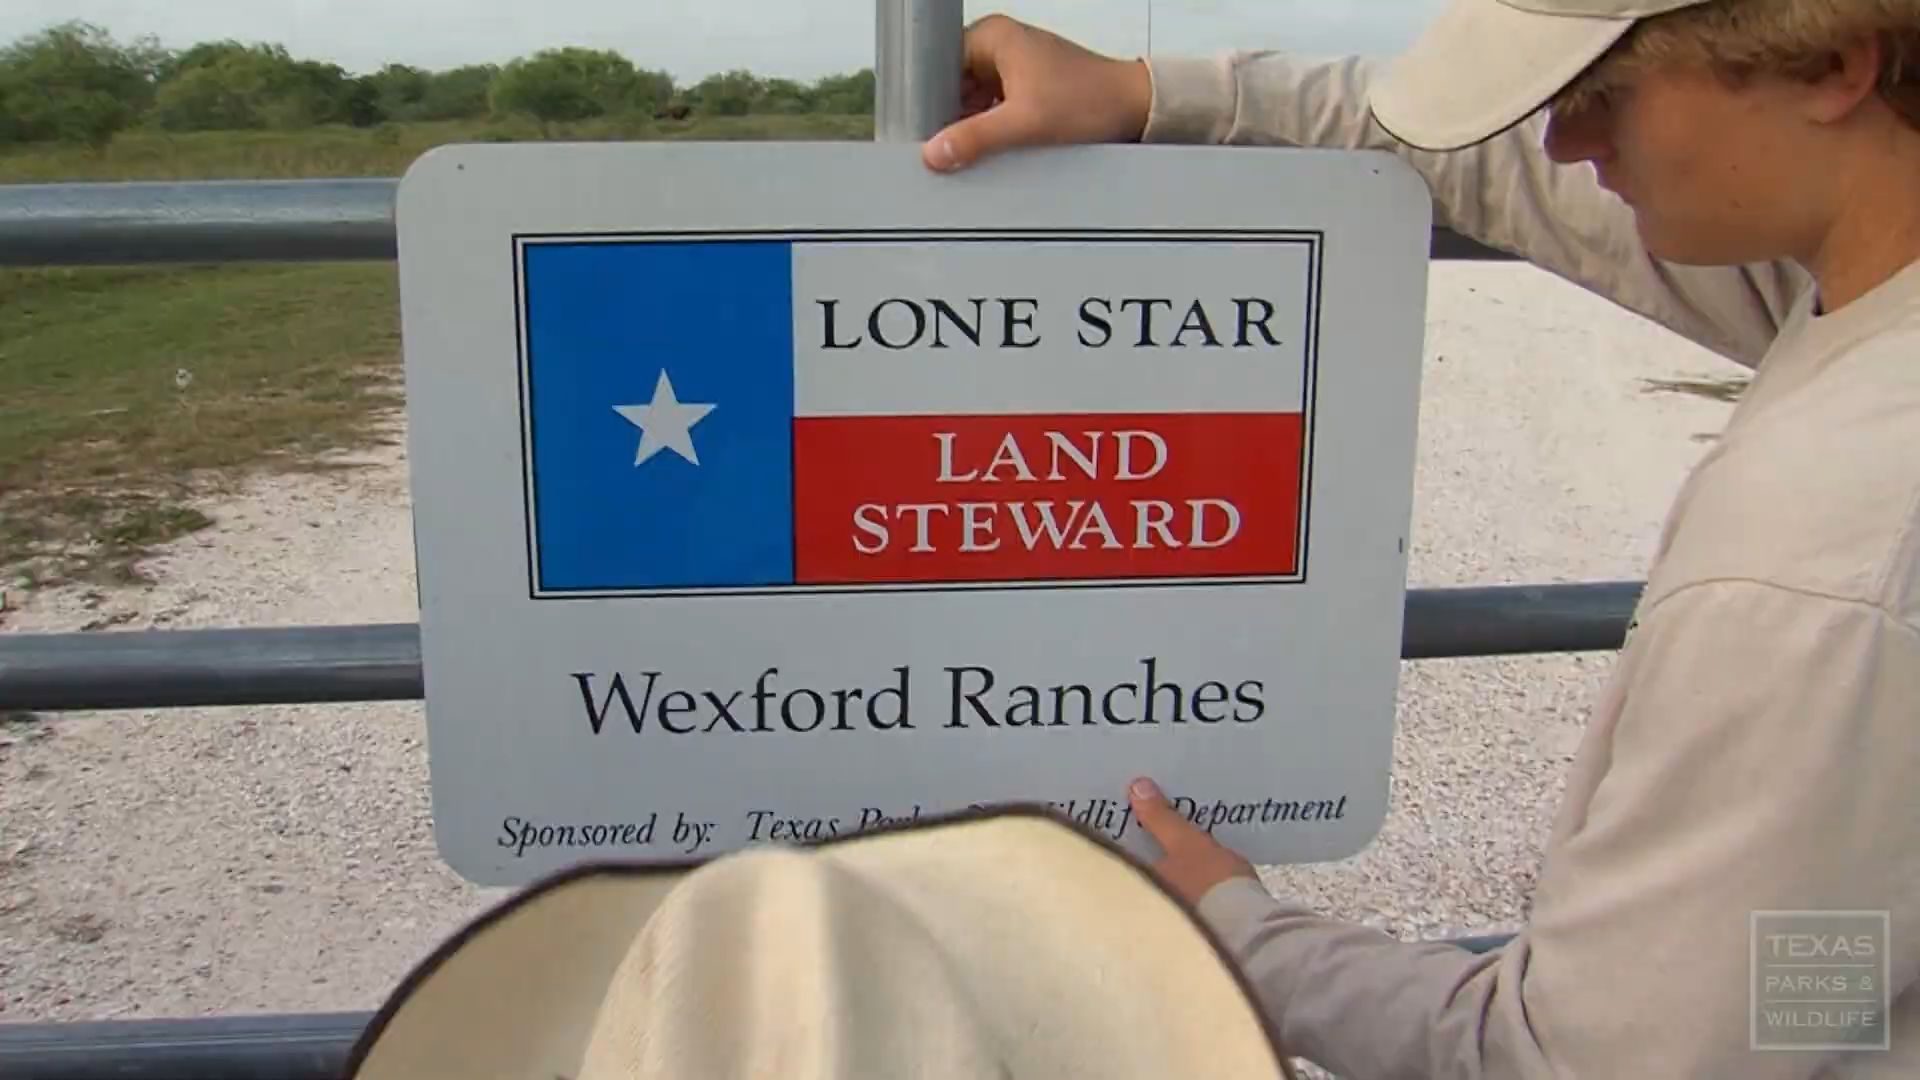 LONE STAR
LAND
STEWARD
Wexford Ranches
Sponsored by: Texas Department
TEXAS
PARKS &
WILDLIFE